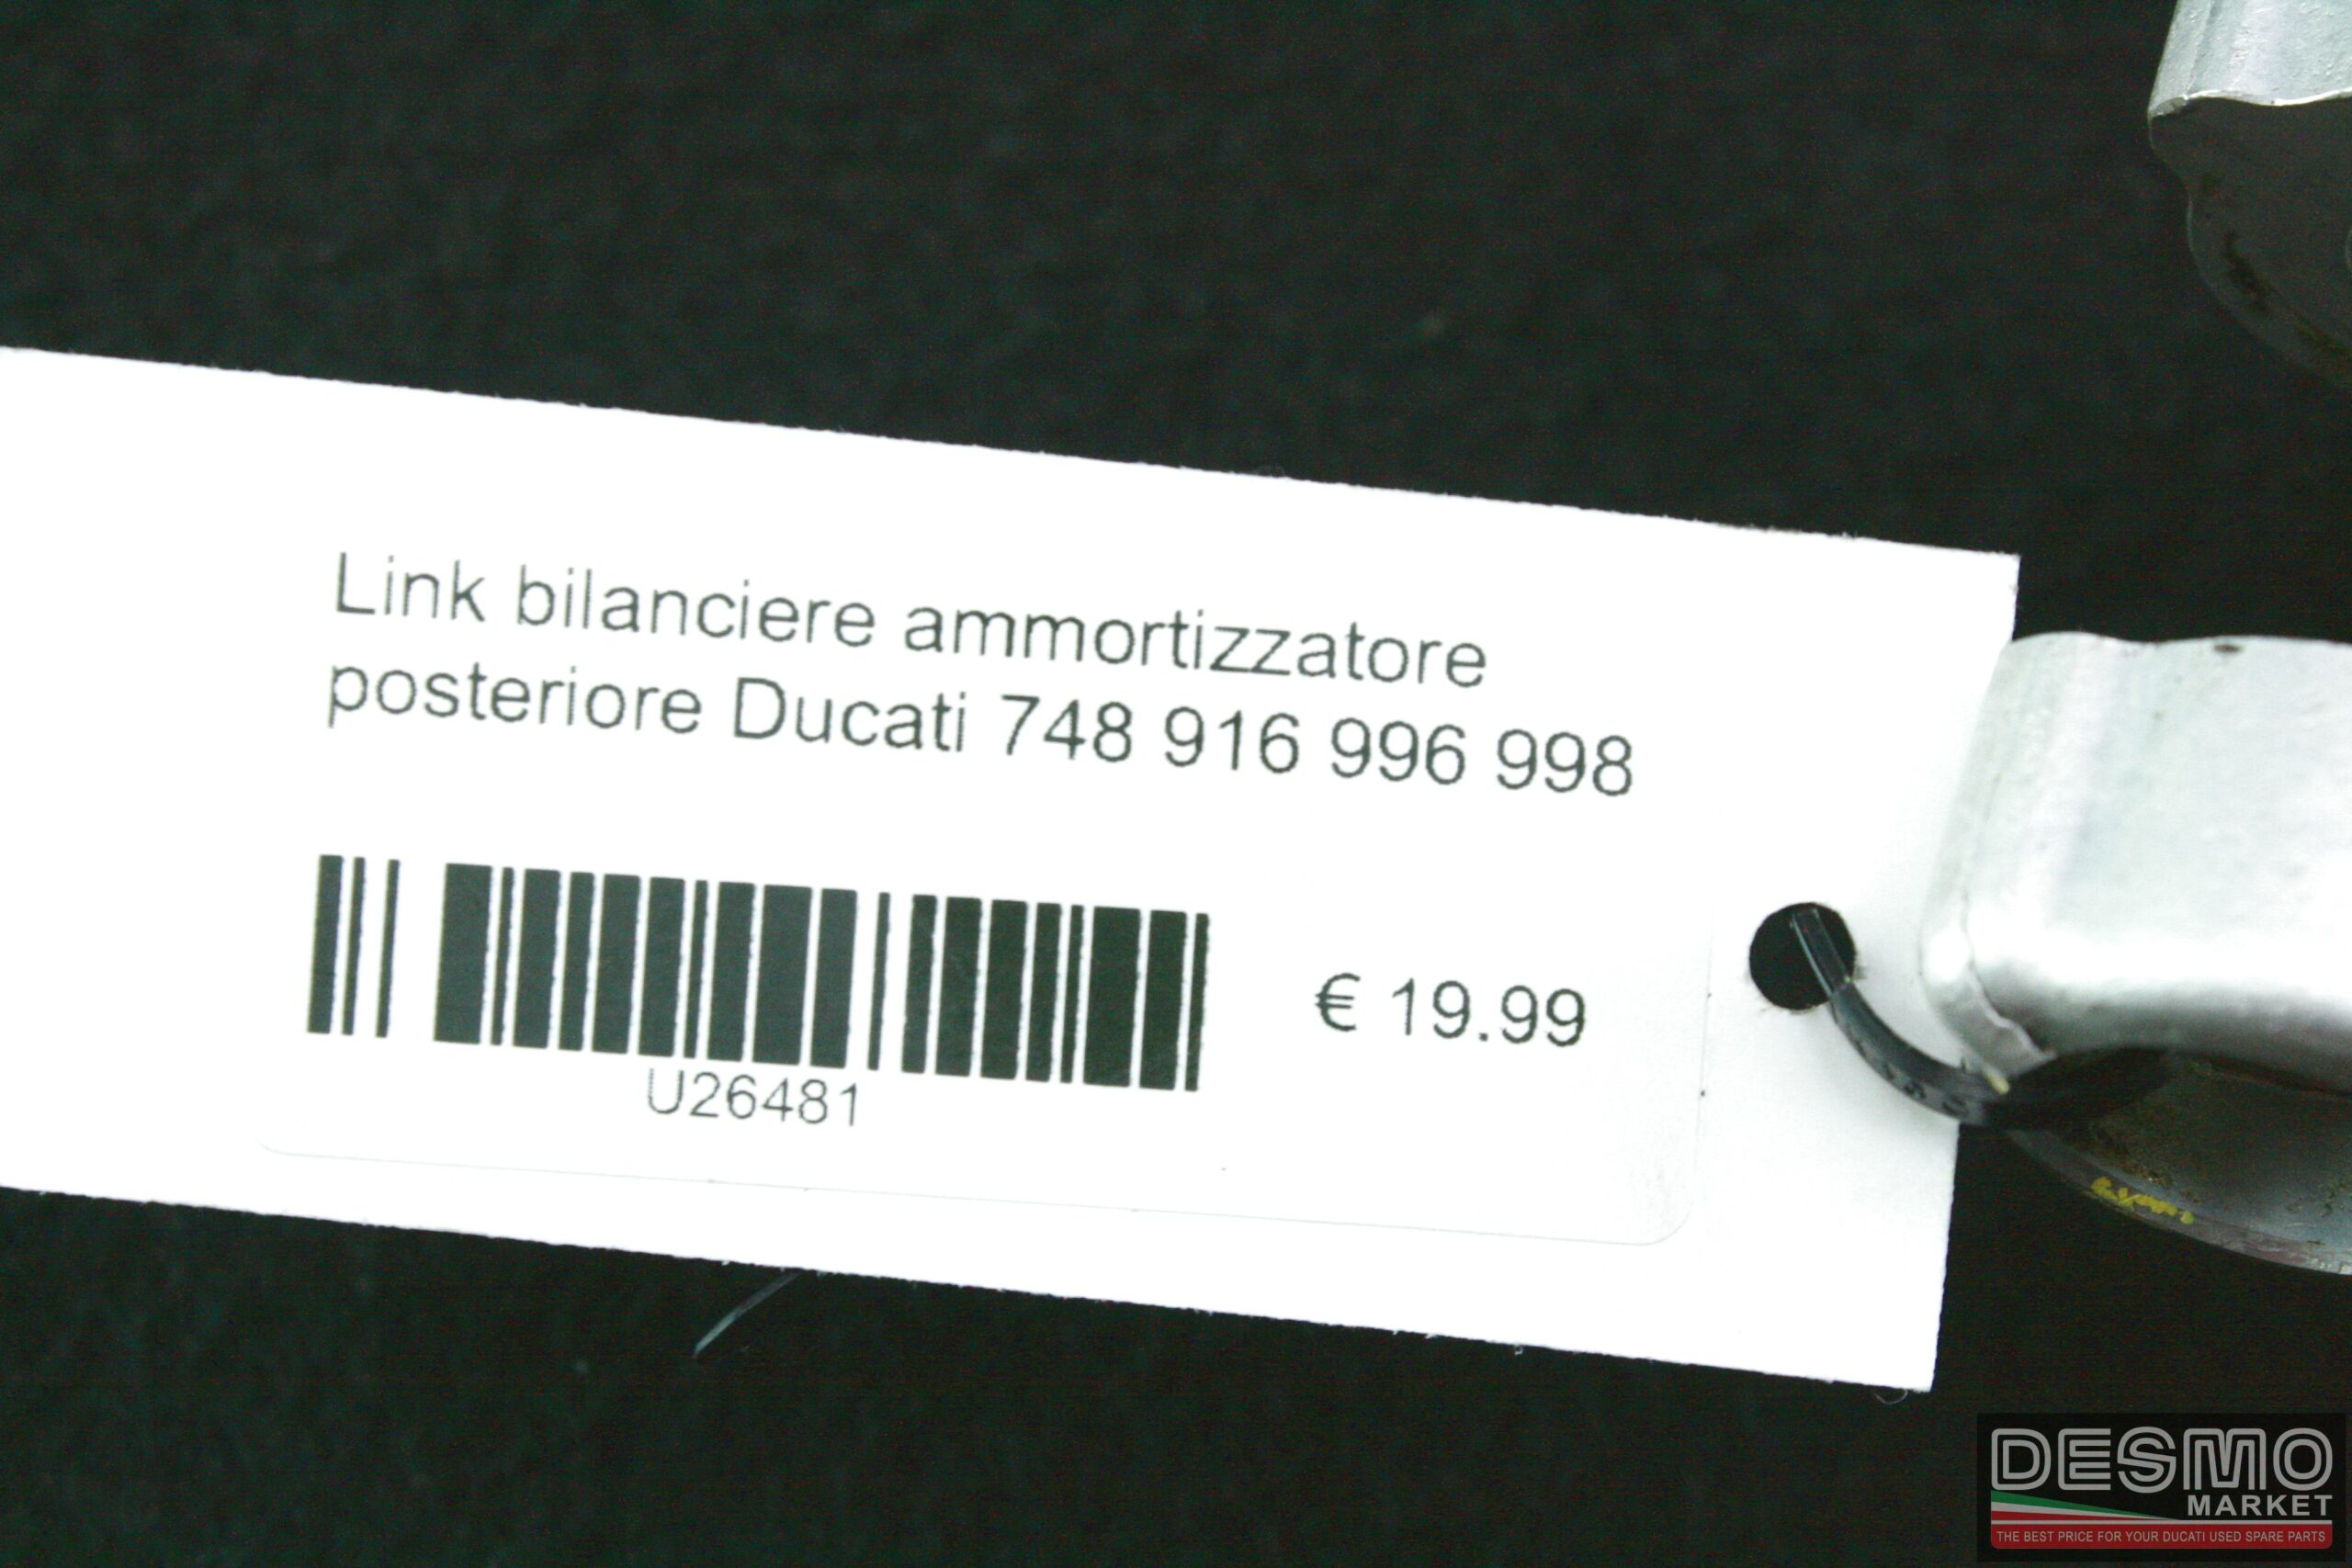 Link bilanciere ammortizzatore
posteriore Ducati 748 916 996 998
€ 19.99
U26481
DESMO
MARKET
THE BEST PRICE FOR YOUR DUCATI USED SPARE PARTS